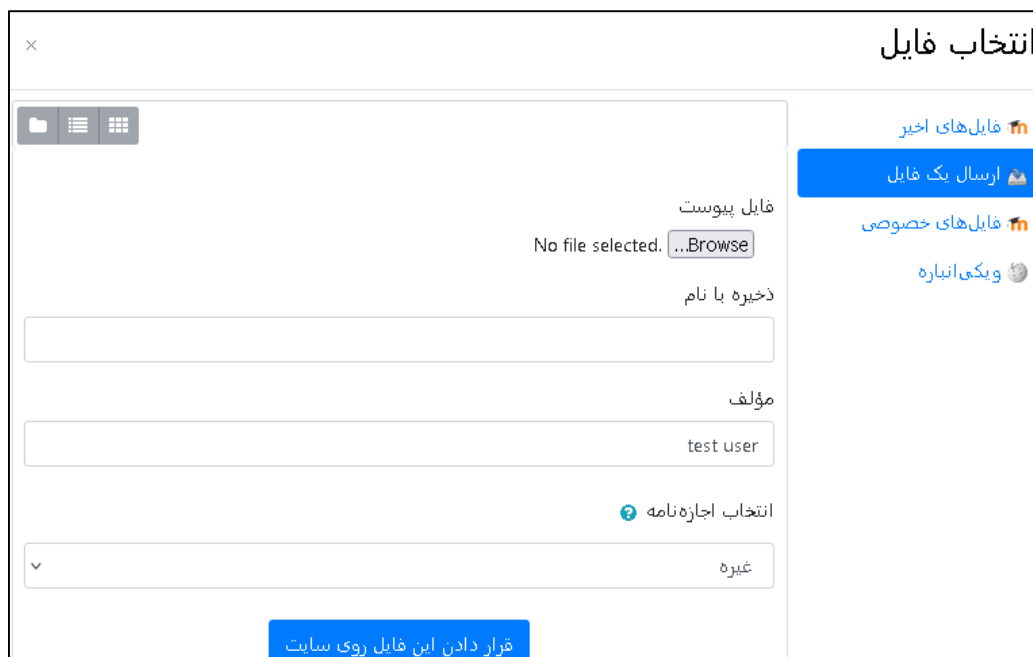 انتخاب فایل
×
فایل‌های اخیر
ارسال یک فایل
فایل‌های خصوصی
ویکی‌انباره
فایل پیوست
Browse... No file selected.
ذخیره با نام
مؤلف
test user
انتخاب اجازه‌نامه
غیره
قرار دادن این فایل روی سایت